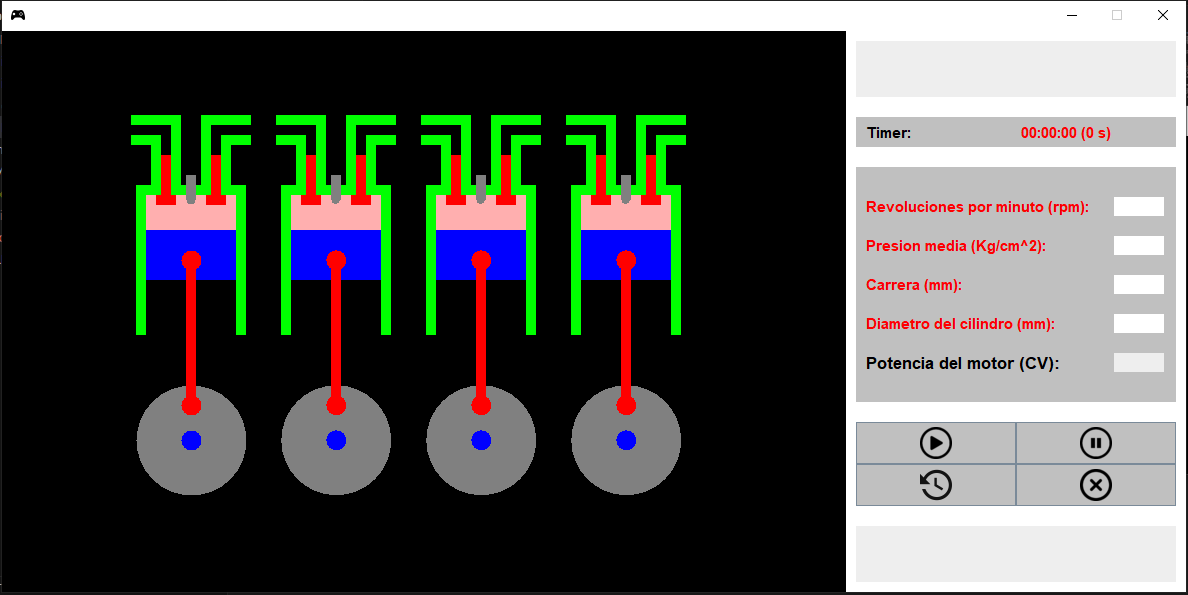 Timer: 00:00:00 (0 s)
Revoluciones por minuto (rpm):
Presion media (Kg/cm^2):
Carrera (mm):
Diametro del cilindro (mm):
Potencia del motor (CV):